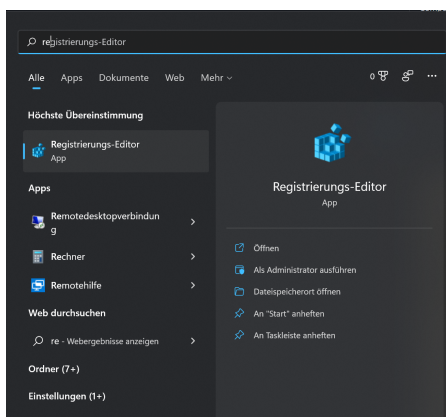 registrierungs-Editor
Alle Apps Dokumente Web Mehr 0
Höchste Übereinstimmung
Registrierungs-Editor
App
Apps
Remotedesktopverbindun
g
Rechner
Remotehilfe
Web durchsuchen
re - Webergebnisse anzeigen
Ordner (7+)
Einstellungen (1+)
Registrierungs-Editor
App
Öffnen
Als Administrator ausführen
Dateispeicherort öffnen
An "Start" anheften
An Taskleiste anheften